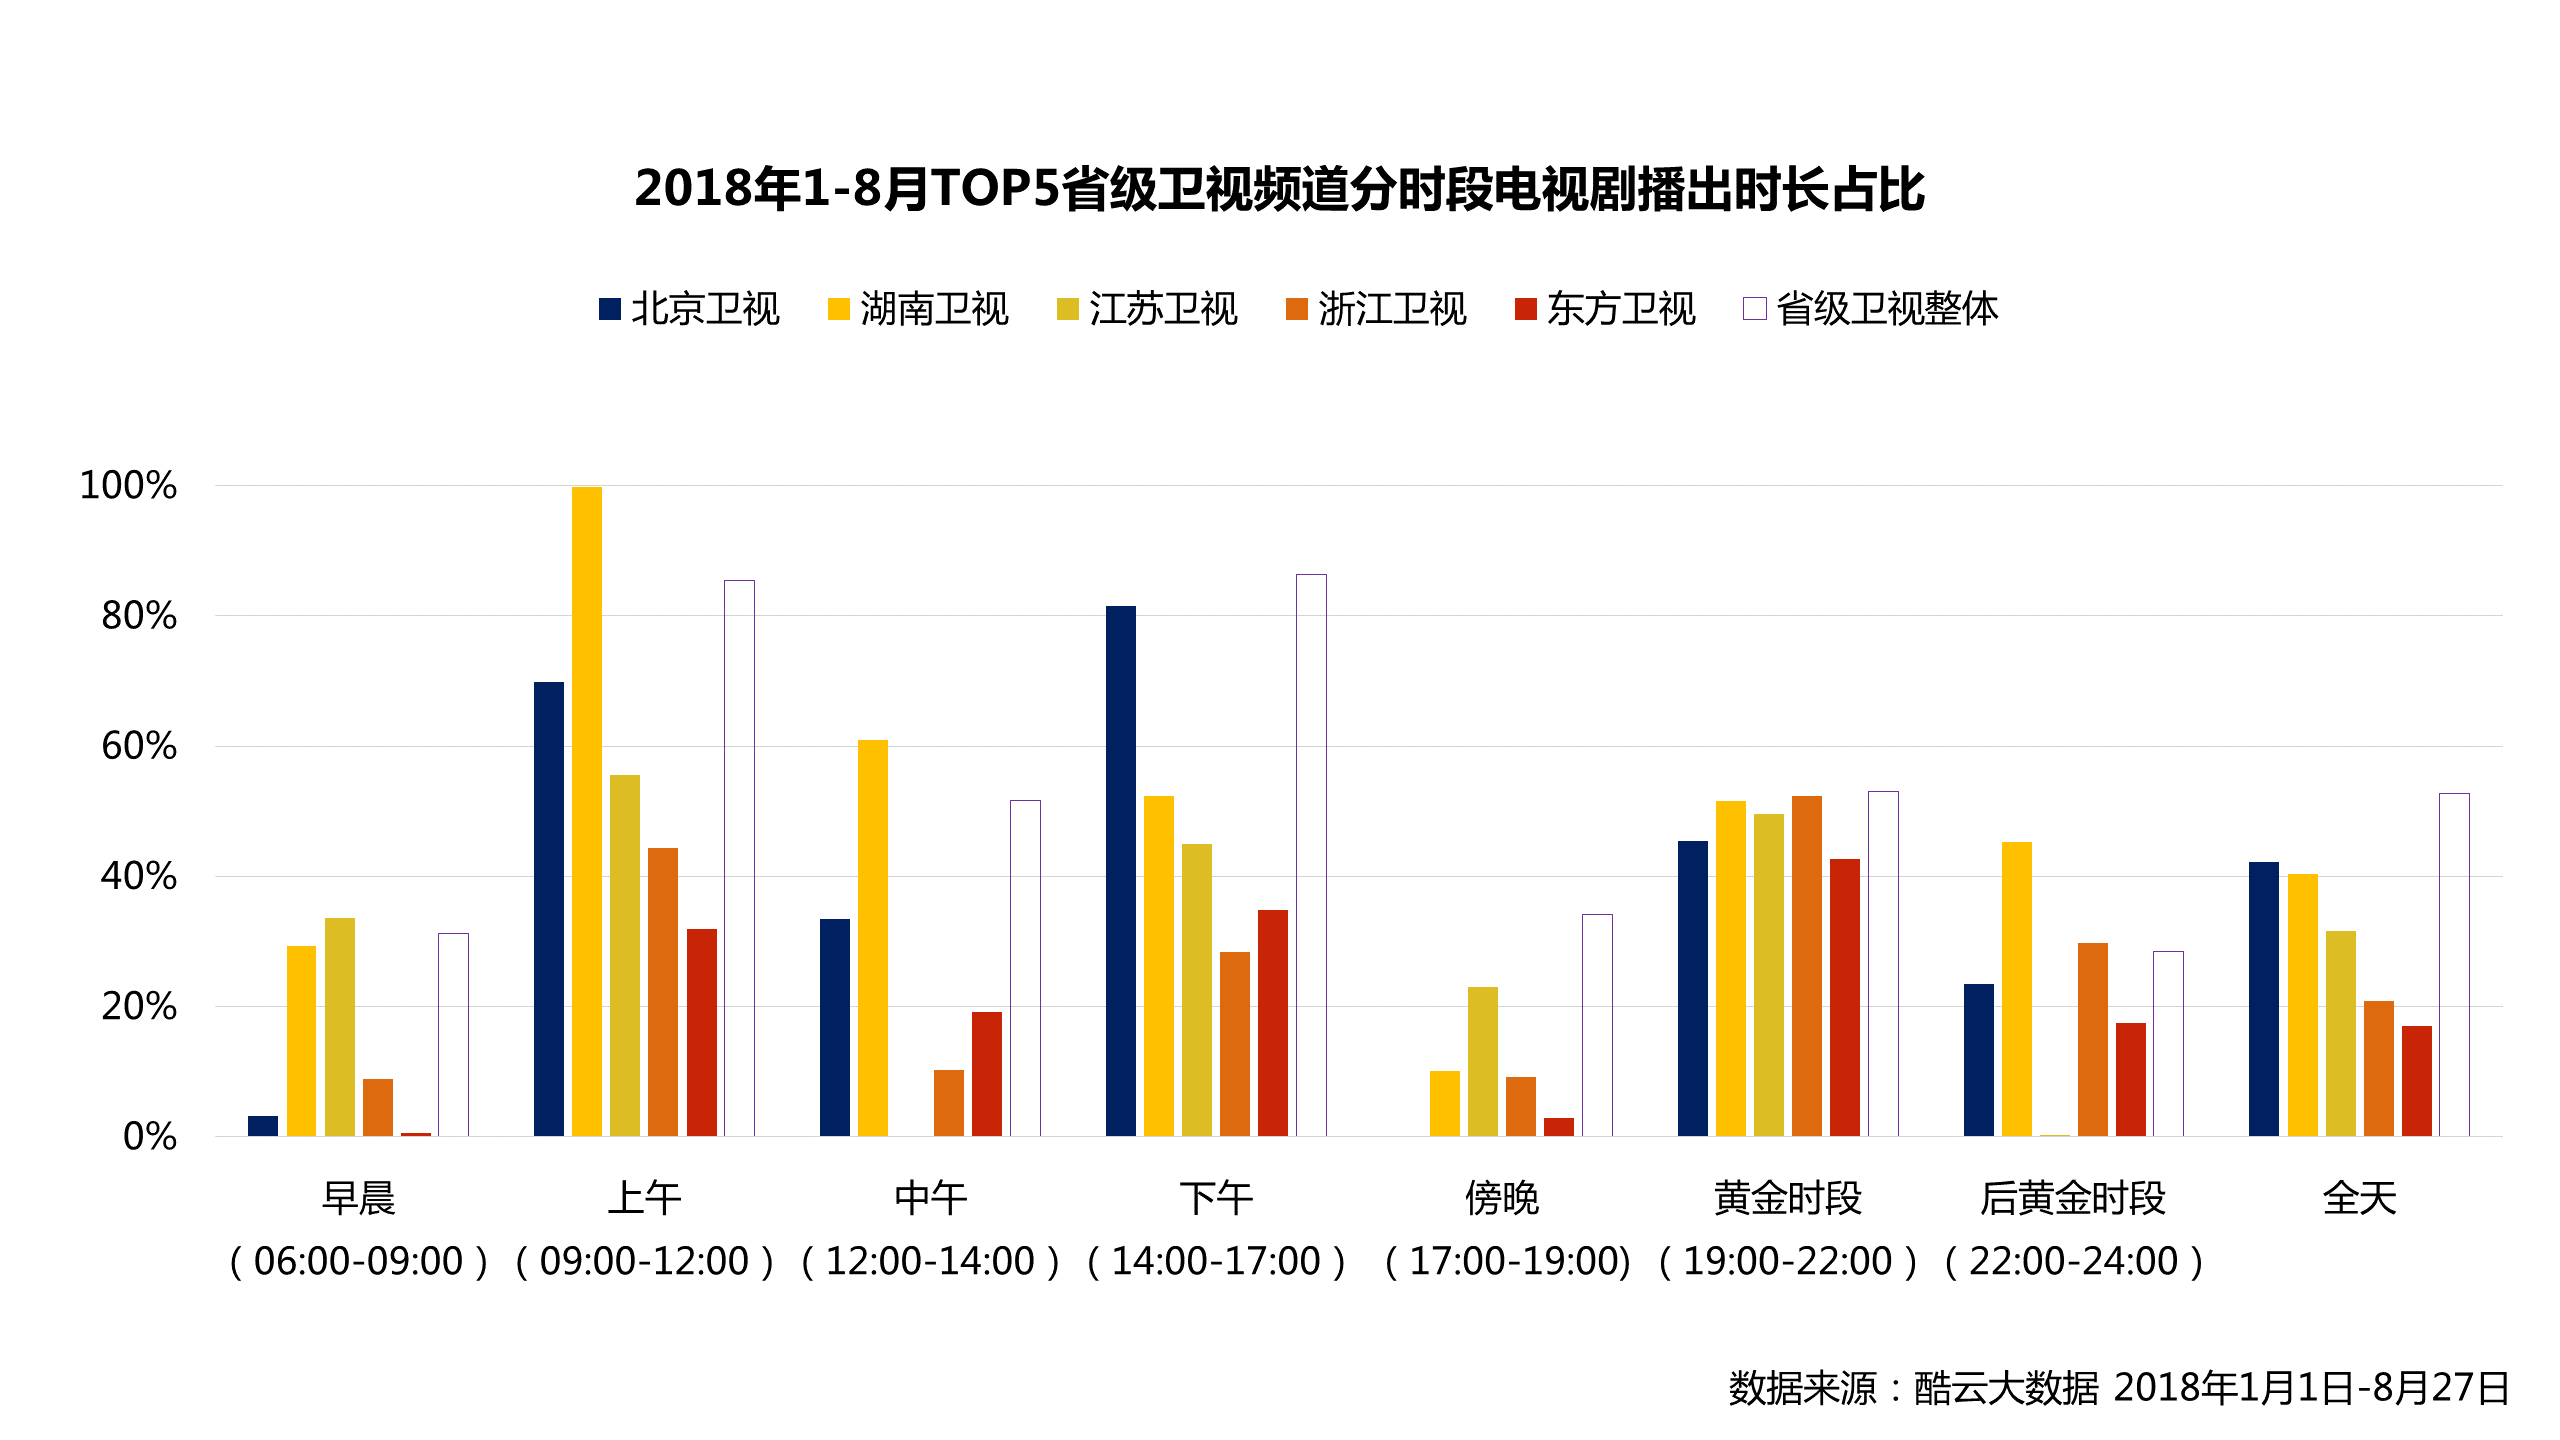 2018年1-8月TOP5省级卫视频道分时段电视剧播出时长占比
北京卫视 湖南卫视 江苏卫视 浙江卫视 东方卫视 省级卫视整体
100%
80%
60%
40%
20%
0%
早晨 上午 中午 下午 傍晚 黄金时段 后黄金时段 全天
（06:00-09:00）（09:00-12:00）（12:00-14:00）（14:00-17:00）（17:00-19:00)（19:00-22:00）（22:00-24:00）
数据来源：酷云大数据 2018年1月1日-8月27日